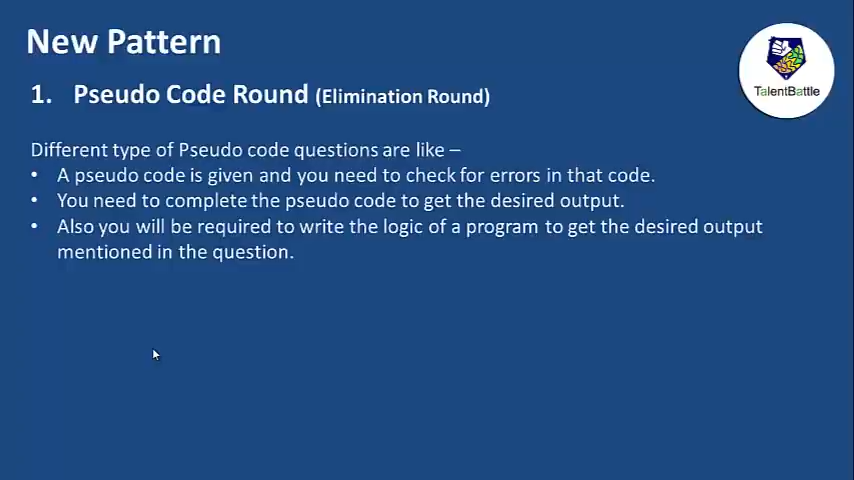 New Pattern
1. Pseudo Code Round (Elimination Round)
TalentBattle
Different type of Pseudo code questions are like –
• A pseudo code is given and you need to check for errors in that code.
• You need to complete the pseudo code to get the desired output.
• Also you will be required to write the logic of a program to get the desired output
mentioned in the question.